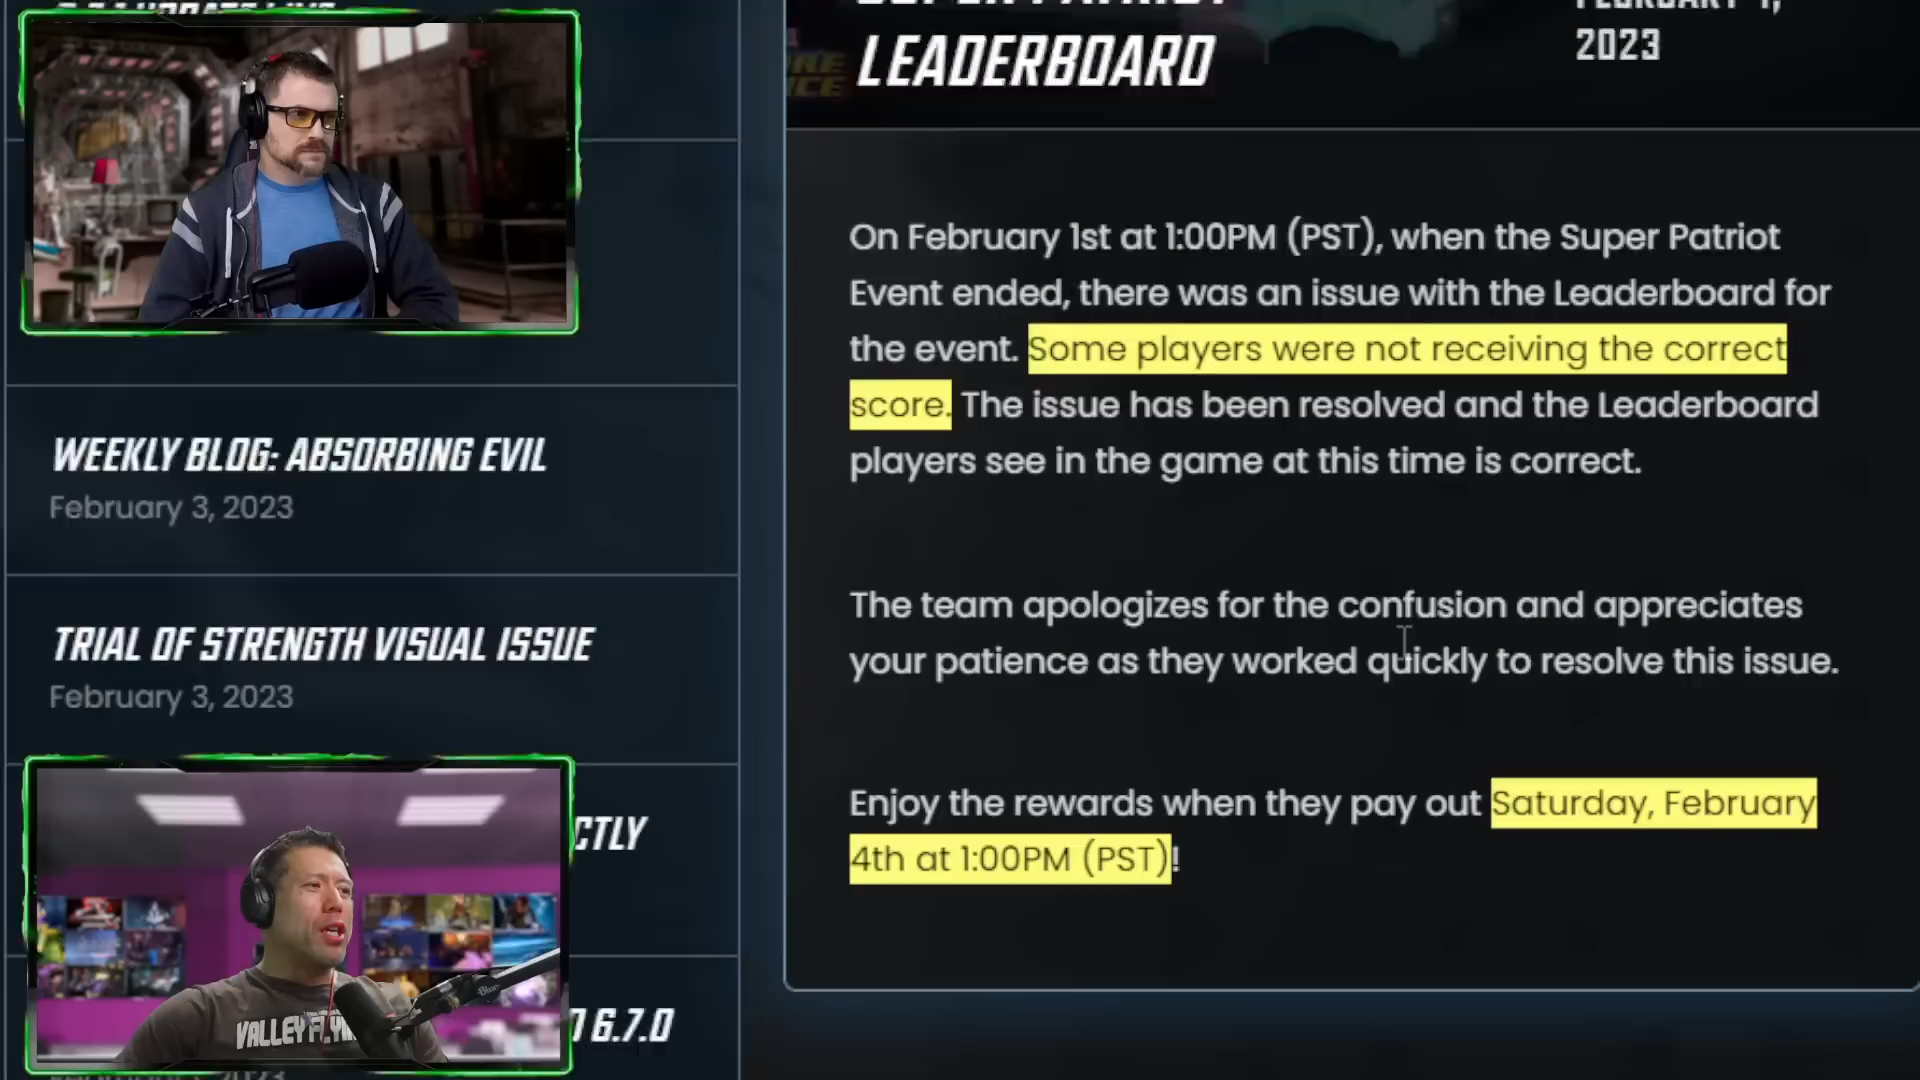 LEADERBOARD
2023
On February 1st at 1:00PM (PST), when the Super Patriot
Event ended, there was an issue with the Leaderboard for
the event. Some players were not receiving the correct
score. The issue has been resolved and the Leaderboard
players see in the game at this time is correct.
The team apologizes for the confusion and appreciates
your patience as they worked quickly to resolve this issue.
Enjoy the rewards when they pay out Saturday, February
4th at 1:00PM (PST)!
WEEKLY BLOG: ABSORBING EVIL
February 3, 2023
TRIAL OF STRENGTH VISUAL ISSUE
February 3, 2023
CTLY
6.7.0
VALLEY
Blue